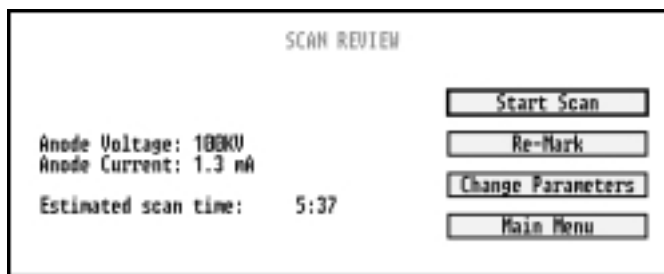 SCAN REVIEW
Start Scan
Anode Voltage: 100KV
Re-Mark
Anode Current: 1.3 mA
Change Parameters
Estimated scan time: 5:37
Main Menu